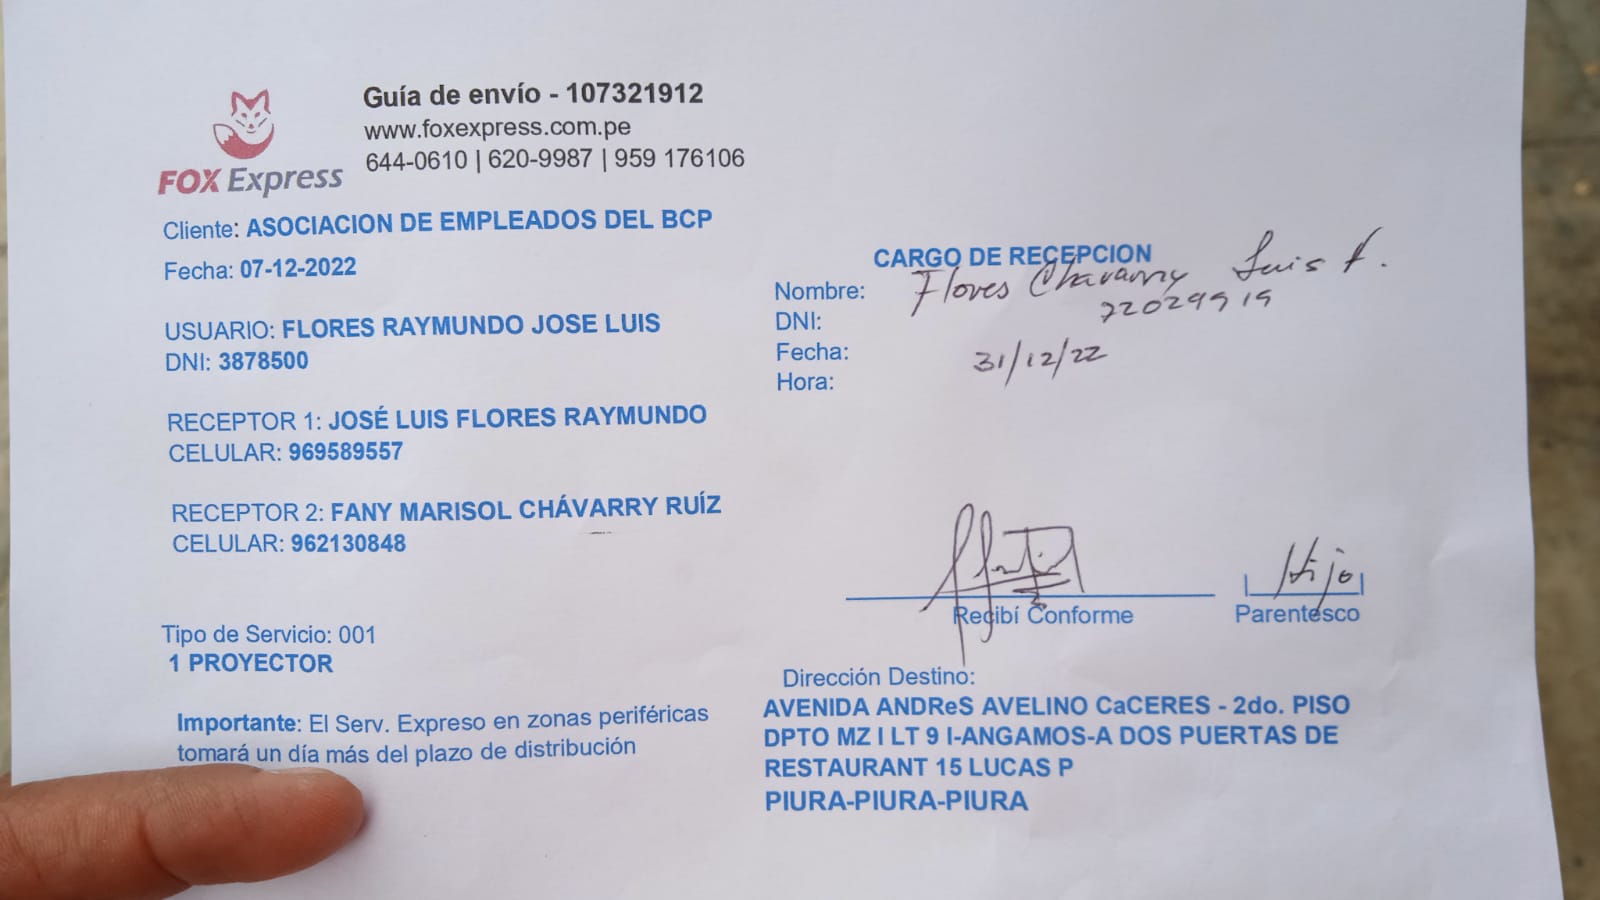 Guía de envío - 107321912
www.foxexpress.com.pe
644-0610 | 620-9987 | 959 176106
FOX Express
Cliente: ASOCIACION DE EMPLEADOS DEL BCP
Fecha: 07-12-2022
USUARIO: FLORES RAYMUNDO JOSE LUIS
DNI: 3878500
RECEPTOR 1: JOSÉ LUIS FLORES RAYMUNDO
CELULAR: 969589557
RECEPTOR 2: FANY MARISOL CHÁVARRY RUÍZ
CELULAR: 962130848
Tipo de Servicio: 001
1 PROYECTOR
Importante: El Serv. Expreso en zonas periféricas
tomará un día más del plazo de distribución
CARGO DE RECEPCION
Nombre: Flores Chavarry Luis F.
DNI: 72029919
Fecha: 31/12/22
Hora:
Hijo
Recibí Conforme Parentesco
Dirección Destino:
AVENIDA ANDReS AVELINO CaCERES - 2do. PISO
DPTO MZ I LT 9 I-ANGAMOS-A DOS PUERTAS DE
RESTAURANT 15 LUCAS P
PIURA-PIURA-PIURA